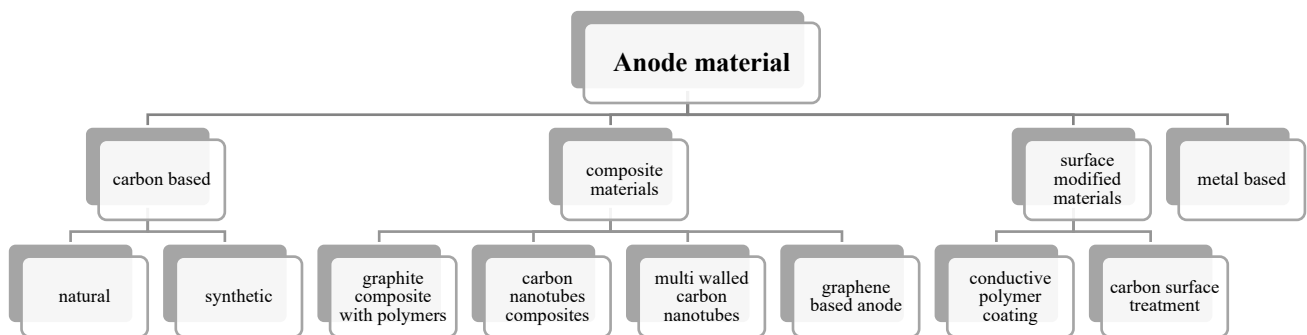 Anode material
carbon based
composite
materials
surface
modified
materials
metal based
natural
synthetic
graphite
composite
with polymers
carbon
nanotubes
composites
multi walled
carbon
nanotubes
graphene
based anode
conductive
polymer
coating
carbon surface
treatment